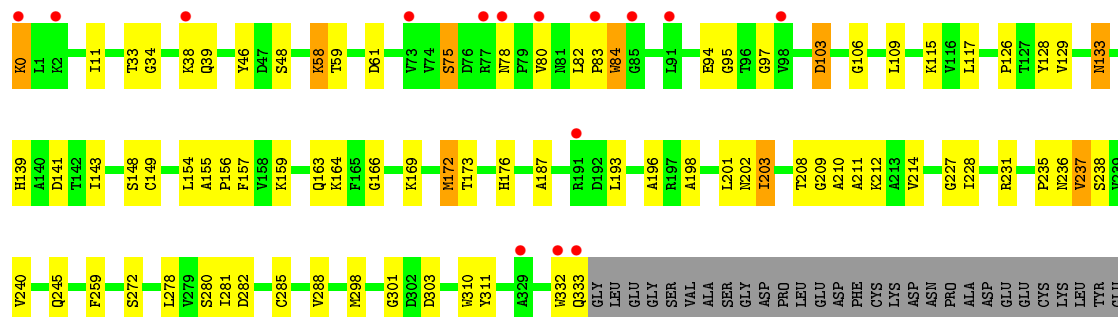 K0 L1 K2 I11 T33 G34 K38 Q39 Y46 D47 S48 K58 T59 D61 V73 V74 S75 D76 R77 N78 P79 V80 N81 L82 P83 W84 G85 L91 E94 G95 T96 G97 V98 D103 G106 L109 K115 V116 L117 P126 T127 Y128 V129 N133
H139 A140 D141 T142 I143 S148 C149 L154 A155 P156 F157 V158 K159 Q163 K164 F165 G166 K169 M172 T173 H176 A187 R191 D192 L193 A196 R197 A198 L201 N202 I203 T208 G209 A210 A211 K212 A213 V214 G227 I228 R231 P235 N236 V237 S238
V240 Q245 F259 S272 L278 V279 S280 I281 D282 C285 V288 M298 G301 D302 D303 W310 Y311 A329 W332 Q333 GLY LEU GLU GLY SER VAL ALA SER GLY ASP PRO LEU GLU ASP PHE CYS LYS ASP ASN PRO ALA ASP GLU GLU CYS LYS LEU TYR